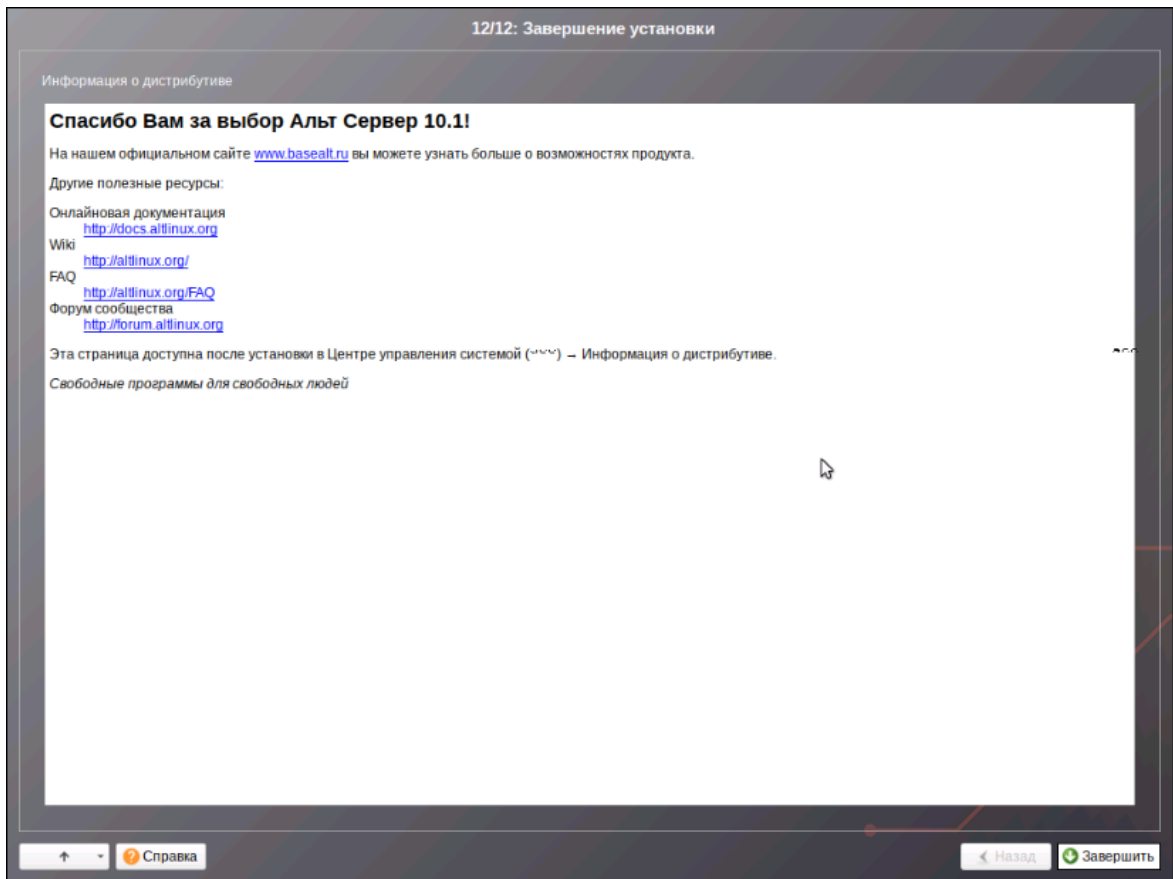 12/12: Завершение установки
Информация о дистрибутиве
Спасибо Вам за выбор Альт Сервер 10.1!
На нашем официальном сайте www.basealt.ru вы можете узнать больше о возможностях продукта.
Другие полезные ресурсы:
Онлайновая документация
http://docs.altlinux.org
Wiki
http://altlinux.org/
FAQ
http://altlinux.org/FAQ
Форум сообщества
http://forum.altlinux.org
Эта страница доступна после установки в Центре управления системой () → Информация о дистрибутиве.
Свободные программы для свободных людей
Справка
Назад
Завершить